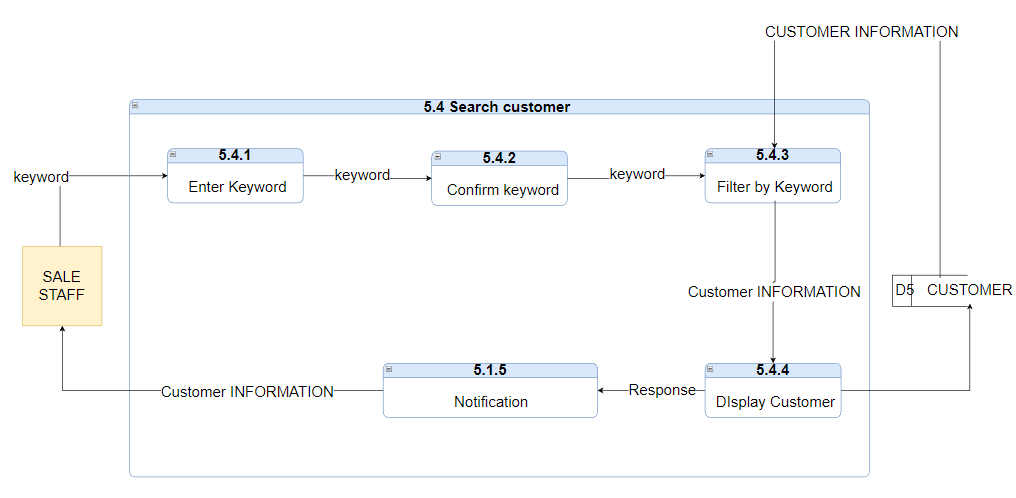 CUSTOMER INFORMATION
5.4 Search customer
5.4.1
Enter Keyword
5.4.2
Confirm keyword
5.4.3
Filter by Keyword
keyword
keyword
keyword
SALE
STAFF
Customer INFORMATION
D5
CUSTOMER
5.4.4
DIsplay Customer
Response
5.1.5
Notification
Customer INFORMATION